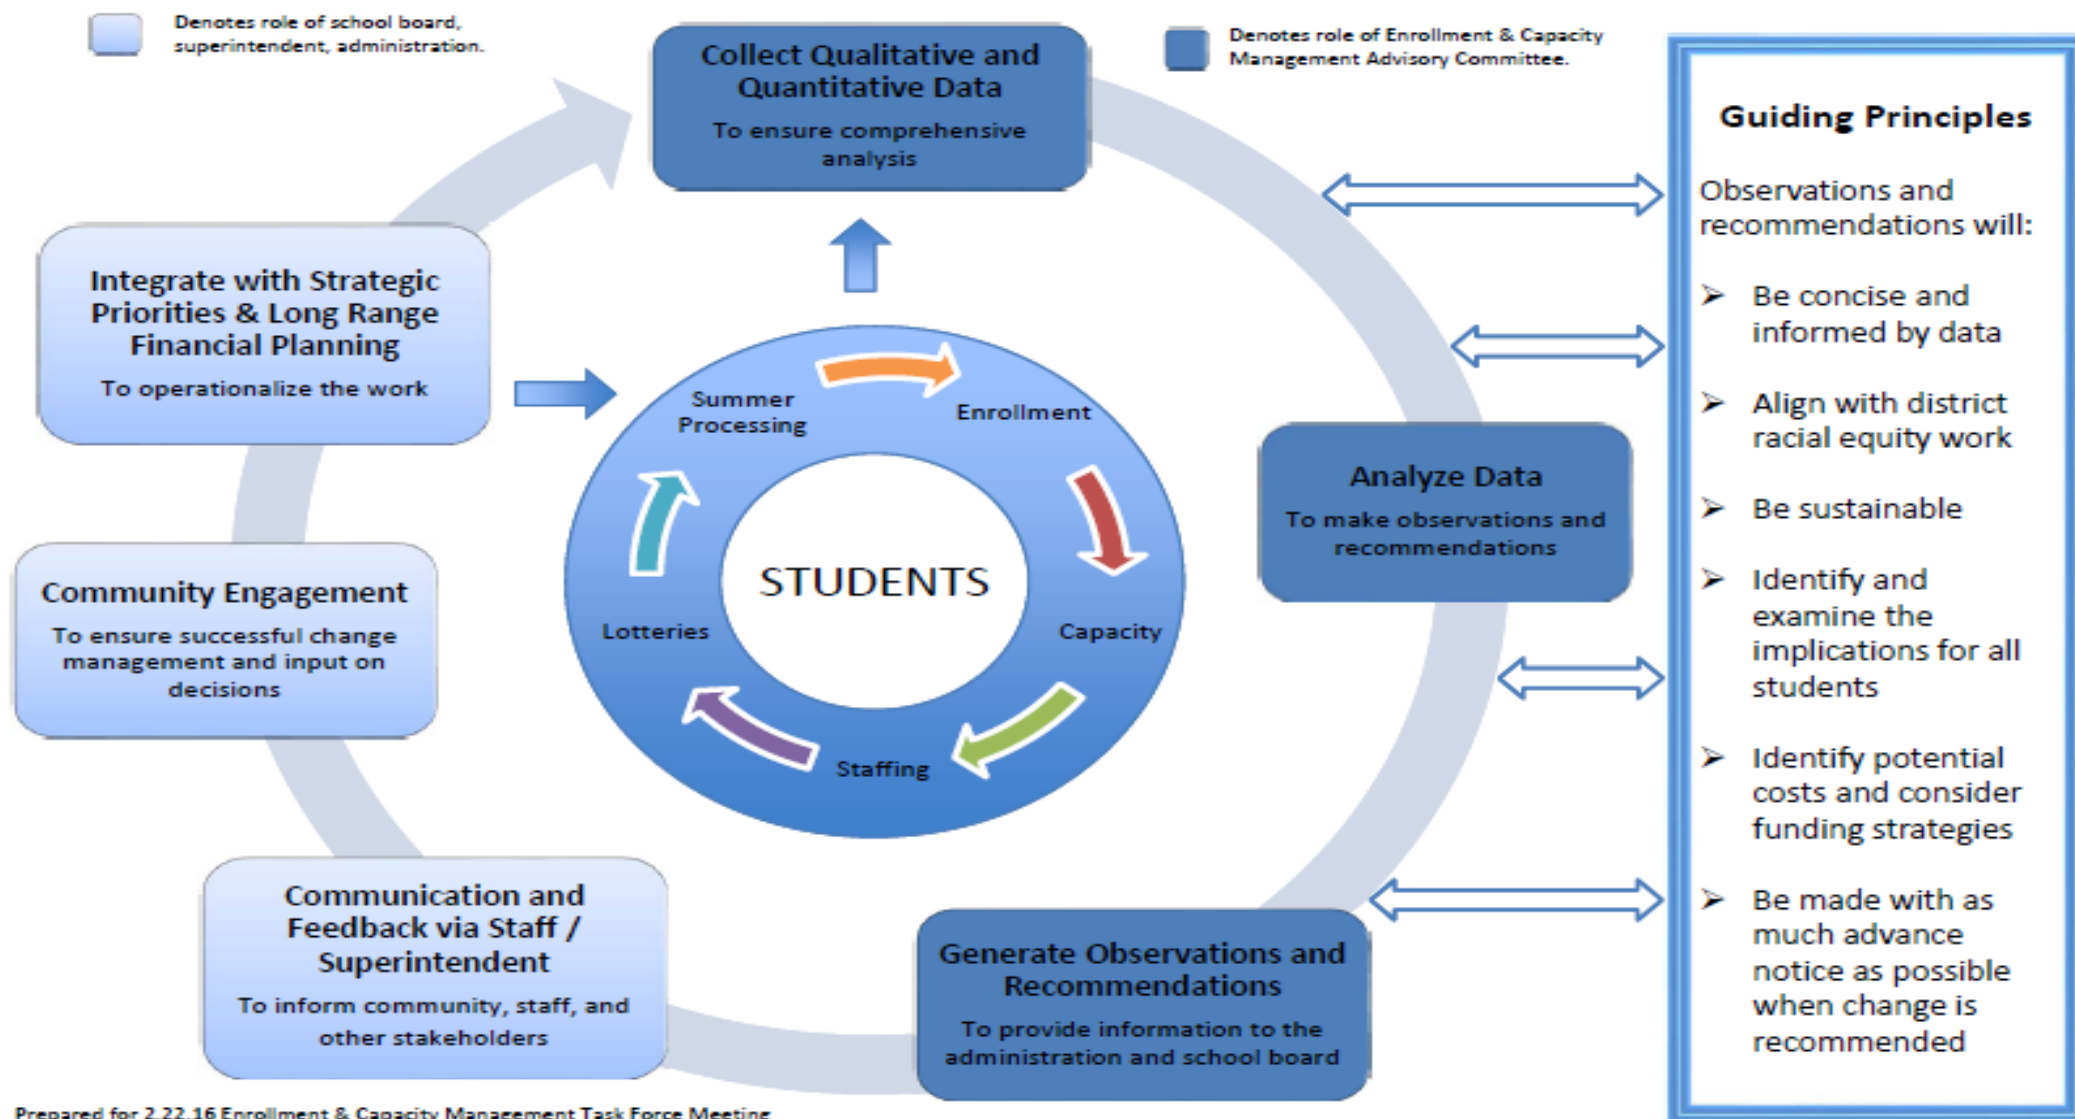 Denotes role of school board,
superintendent, administration.
Collect Qualitative and
Quantitative Data
To ensure comprehensive
analysis
Denotes role of Enrollment & Capacity
Management Advisory Committee.
Integrate with Strategic
Priorities & Long Range
Financial Planning
To operationalize the work
Summer
Processing
Enrollment
Analyze Data
To make observations and
recommendations
STUDENTS
Community Engagement
To ensure successful change
management and input on
decisions
Lotteries
Capacity
Staffing
Communication and
Feedback via Staff /
Superintendent
To inform community, staff, and
other stakeholders
Generate Observations and
Recommendations
To provide information to the
administration and school board
Guiding Principles
Observations and
recommendations will:
➢ Be concise and
informed by data
➢ Align with district
racial equity work
➢ Be sustainable
➢ Identify and
examine the
implications for all
students
➢ Identify potential
costs and consider
funding strategies
➢ Be made with as
much advance
notice as possible
when change is
recommended
Prepared for 2.22.16 Enrollment & Capacity Management Task Force Meeting